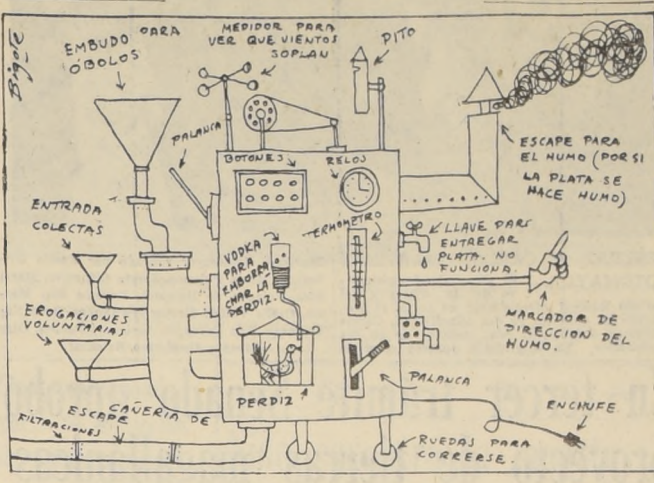 Bigote
EMBUDO PARA
ÓBOLOS
MEDIDOR PARA
VER QUE VIENTOS
SOPLAN
PITO
PALANCA
BOTONES
RELOS
ESCAPE PARA
EL HUMO (POR SI
LA PLATA SE
HACE HUMO)
ENTRADA
COLECTAS
TERMOMETRO
LLAVE PARA
ENTREGAR
PLATA. NO
FUNCIONA.
VODKA
PARA
EMBORRA
CHAR LA
PERDIZ.
EROGACIONES
VOLUNTARIAS
MARCADOR DE
DIRECCION DEL
HUMO.
PALANCA
PERDIZ
CAÑERIA DE
ESCAPE
FILTRACIONES
ENCHUFE
RUEDAS PARA
CORRERSE.